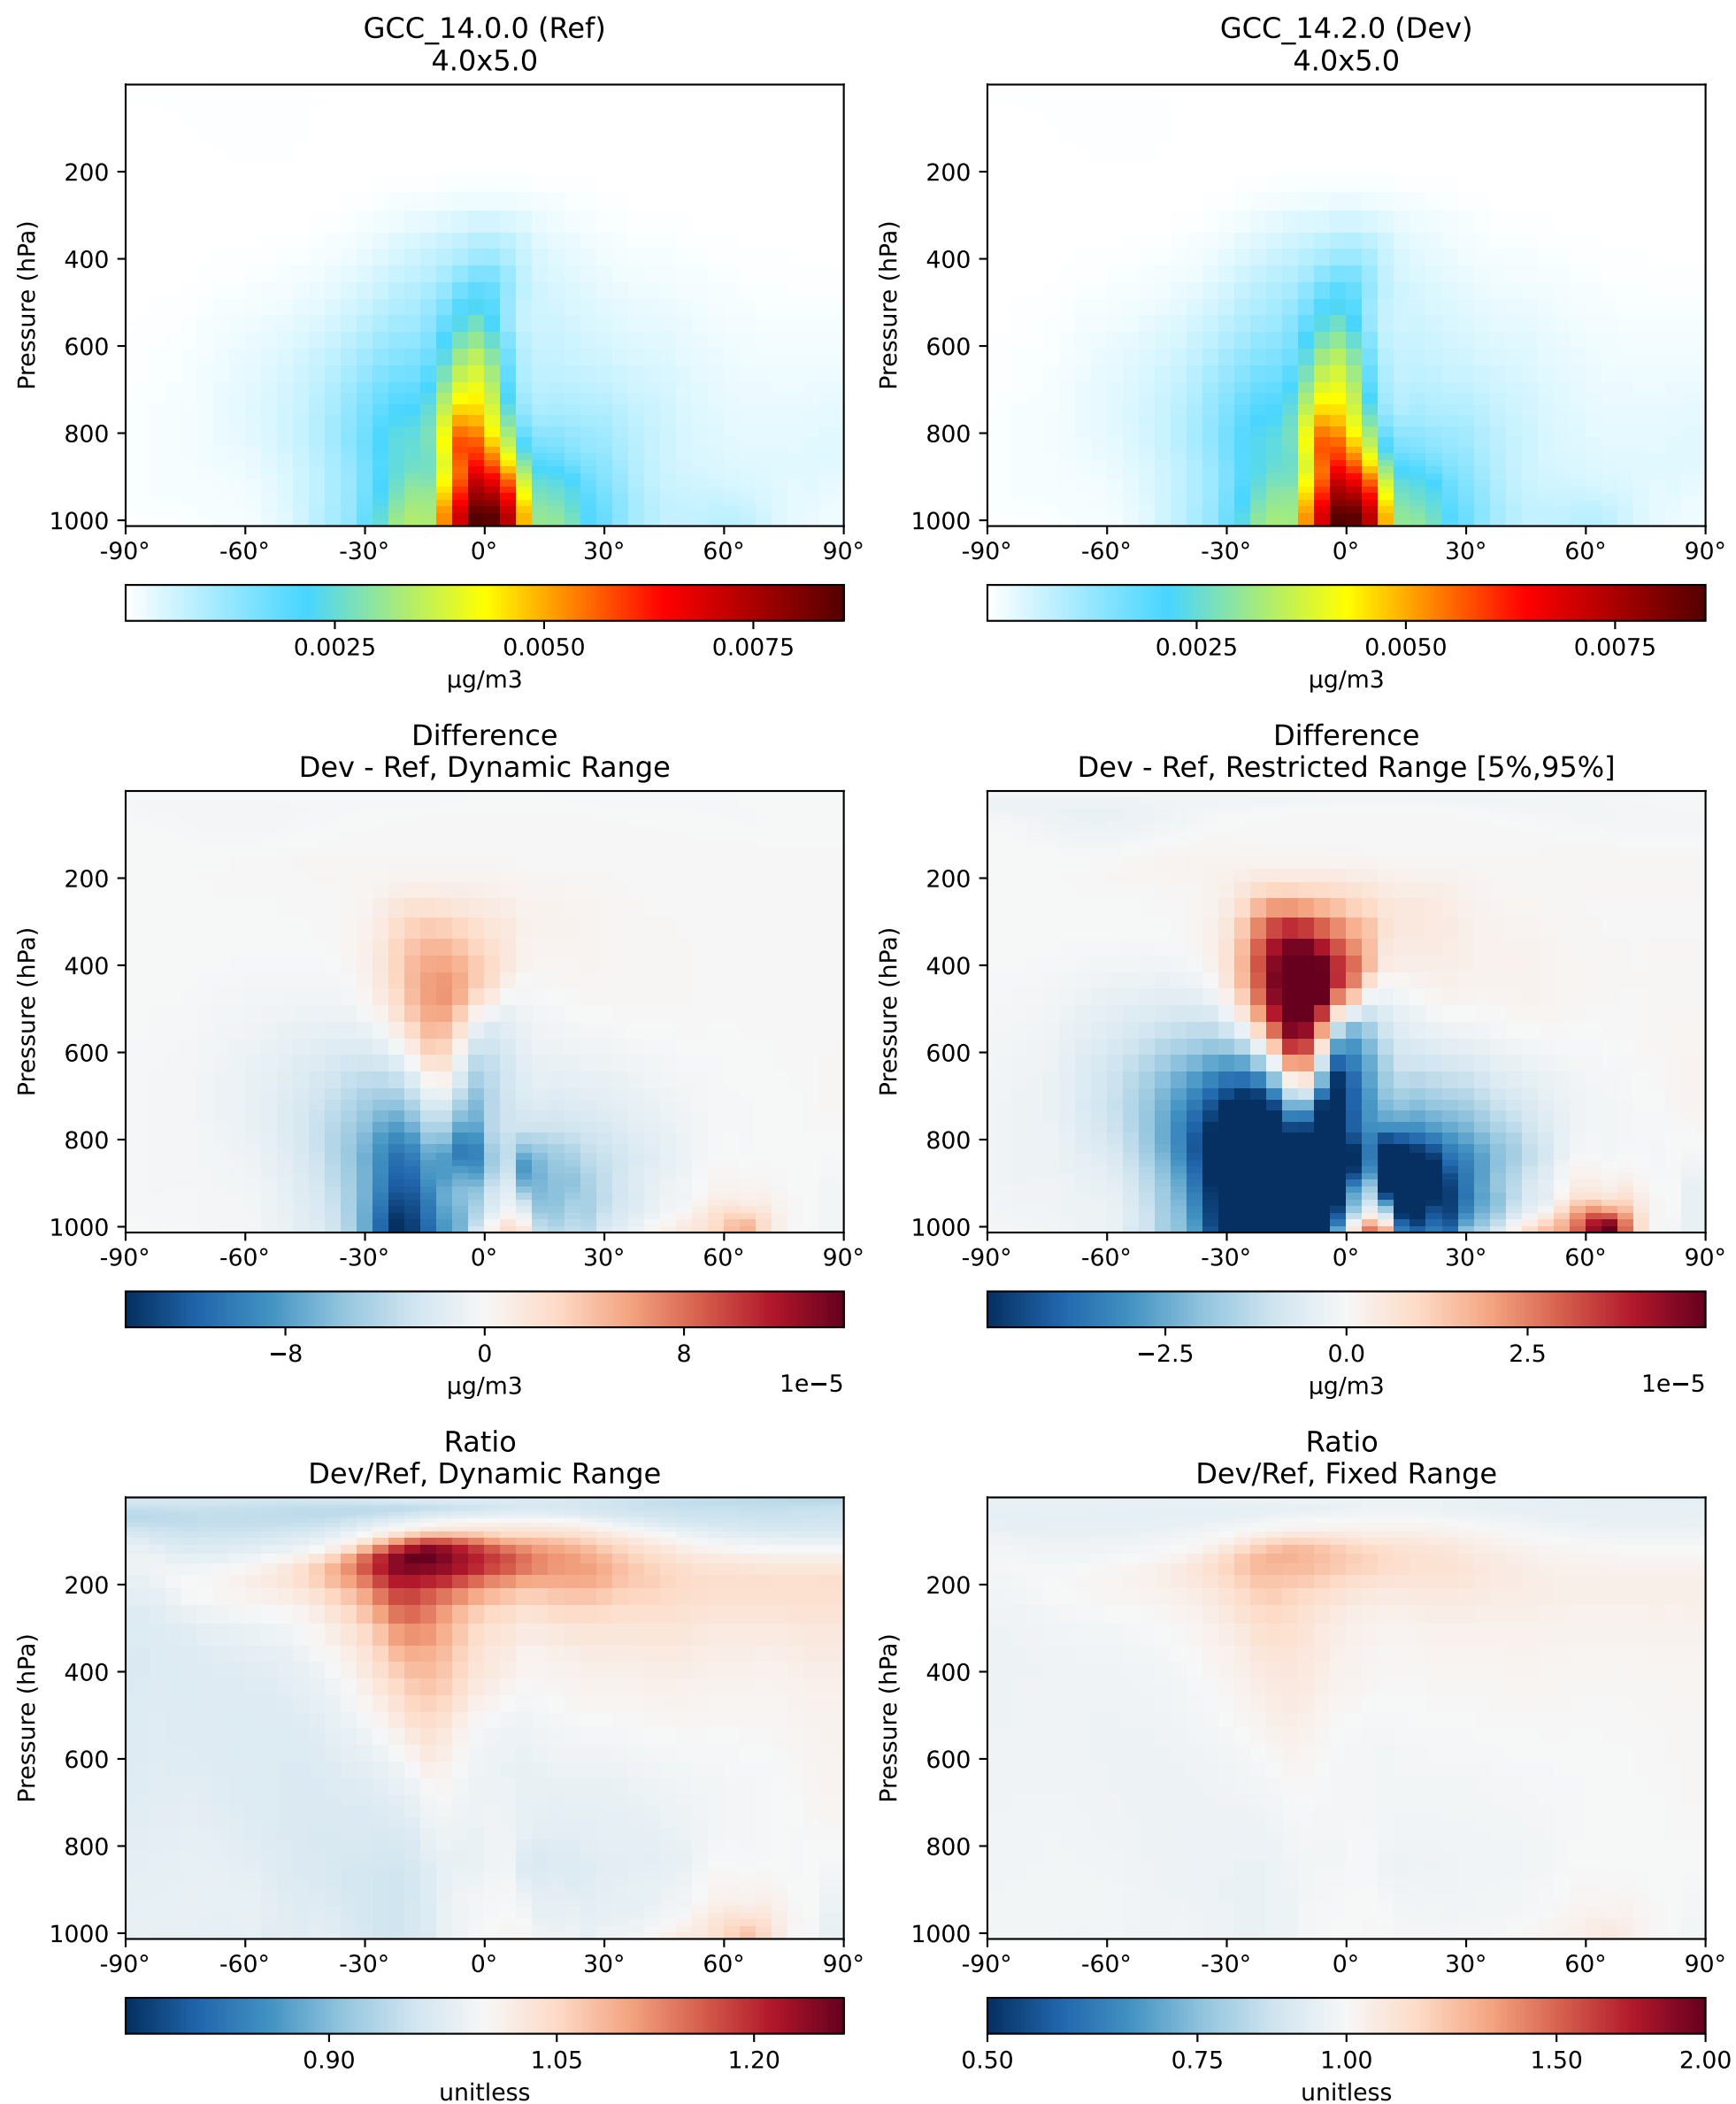 GCC_14.0.0 (Ref)
4.0x5.0
Pressure (hPa)
200
400
600
800
1000
-90° -60° -30° 0° 30° 60° 90°
0.0025 0.0050 0.0075
µg/m3
GCC_14.2.0 (Dev)
4.0x5.0
Pressure (hPa)
200
400
600
800
1000
-90° -60° -30° 0° 30° 60° 90°
0.0025 0.0050 0.0075
µg/m3
Difference
Dev - Ref, Dynamic Range
Pressure (hPa)
200
400
600
800
1000
-90° -60° -30° 0° 30° 60° 90°
−8 0 8
µg/m3 1e−5
Difference
Dev - Ref, Restricted Range [5%,95%]
Pressure (hPa)
200
400
600
800
1000
-90° -60° -30° 0° 30° 60° 90°
−2.5 0.0 2.5
µg/m3 1e−5
Ratio
Dev/Ref, Dynamic Range
Pressure (hPa)
200
400
600
800
1000
-90° -60° -30° 0° 30° 60° 90°
0.90 1.05 1.20
unitless
Ratio
Dev/Ref, Fixed Range
Pressure (hPa)
200
400
600
800
1000
-90° -60° -30° 0° 30° 60° 90°
0.50 0.75 1.00 1.50 2.00
unitless